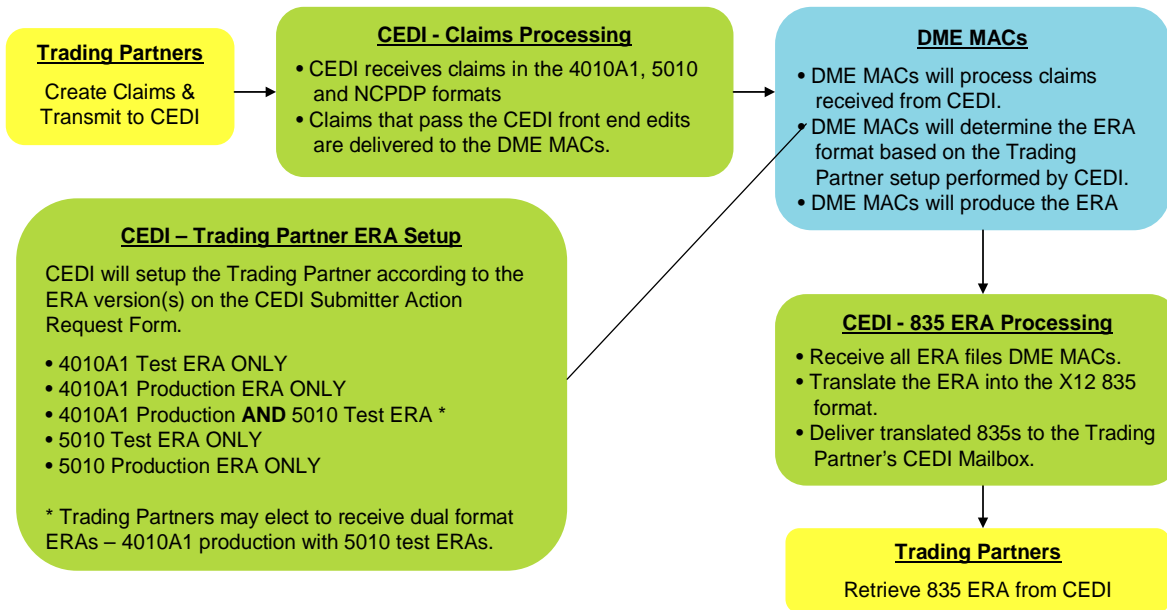 Trading Partners
Create Claims &
Transmit to CEDI
CEDI - Claims Processing
• CEDI receives claims in the 4010A1, 5010
and NCPDP formats
• Claims that pass the CEDI front end edits
are delivered to the DME MACs.
DME MACs
• DME MACs will process claims
received from CEDI.
• DME MACs will determine the ERA
format based on the Trading
Partner setup performed by CEDI.
• DME MACs will produce the ERA
CEDI – Trading Partner ERA Setup
CEDI will setup the Trading Partner according to the
ERA version(s) on the CEDI Submitter Action
Request Form.
• 4010A1 Test ERA ONLY
• 4010A1 Production ERA ONLY
• 4010A1 Production AND 5010 Test ERA *
• 5010 Test ERA ONLY
• 5010 Production ERA ONLY
* Trading Partners may elect to receive dual format
ERAs – 4010A1 production with 5010 test ERAs.
CEDI - 835 ERA Processing
• Receive all ERA files DME MACs.
• Translate the ERA into the X12 835
format.
• Deliver translated 835s to the Trading
Partner's CEDI Mailbox.
Trading Partners
Retrieve 835 ERA from CEDI